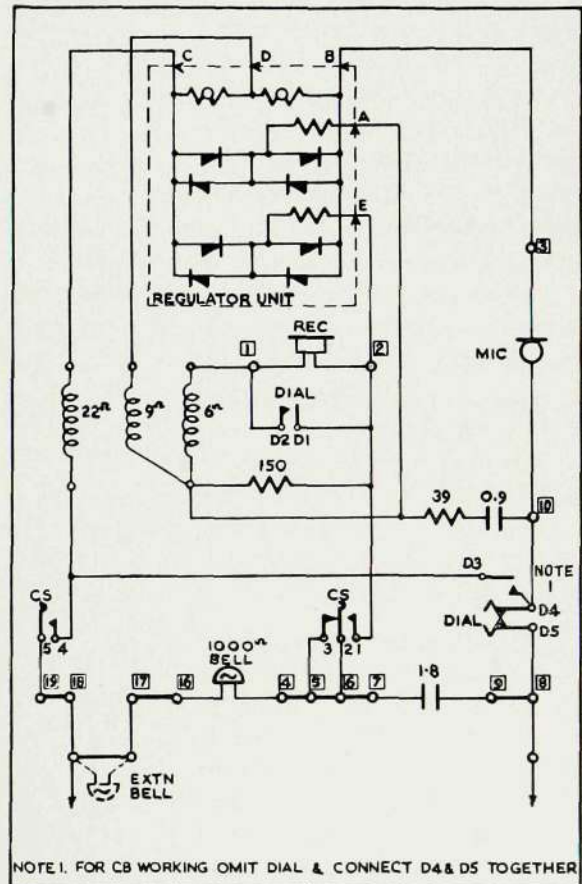 C D B
A
E
REGULATOR UNIT
3
REC
1 2
MIC
DIAL
22Ω 9Ω 6Ω
D2 D1
150
39 0.9 10
D3 NOTE
1
CS CS D4
DIAL
5 4 3 2 1 D5
1000Ω
BELL
1·8
19 18 17 16 4 5 6 7 9 8
EXTN
BELL
NOTE 1. FOR CB WORKING OMIT DIAL & CONNECT D4 & D5 TOGETHER